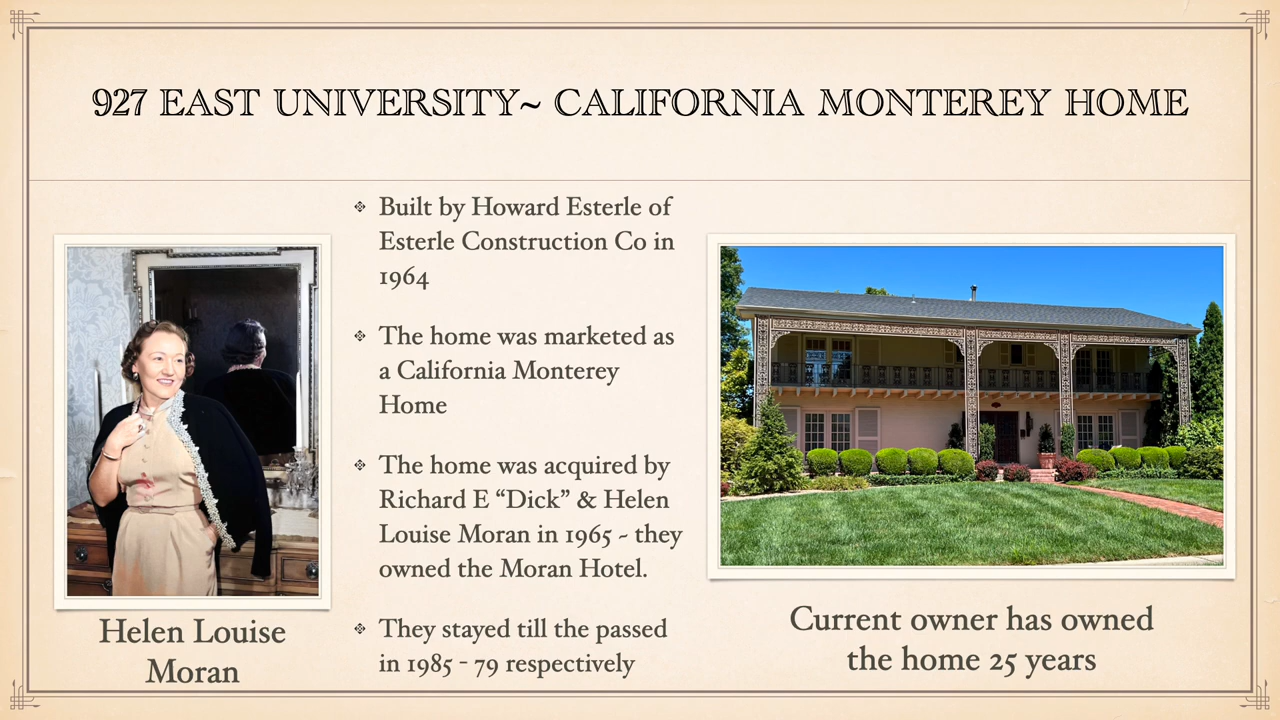 927 EAST UNIVERSITY~ CALIFORNIA MONTEREY HOME
Built by Howard Esterle of
Esterle Construction Co in
1964
The home was marketed as
a California Monterey
Home
The home was acquired by
Richard E “Dick” & Helen
Louise Moran in 1965 ~ they
owned the Moran Hotel.
They stayed till the passed
in 1985 - 79 respectively
Helen Louise
Moran
Current owner has owned
the home 25 years